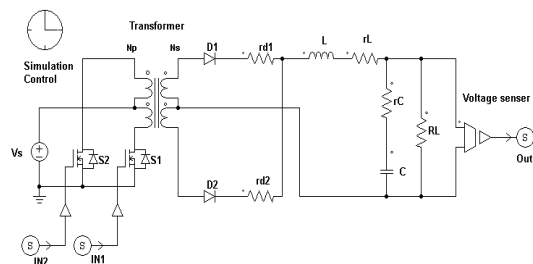 Transformer
Simulation
Control
Np
Ns
D1
rd1
L
rL
rC
RL
C
Voltage senser
S
Out
Vs
S2
S1
D2
rd2
S
IN2
S
IN1